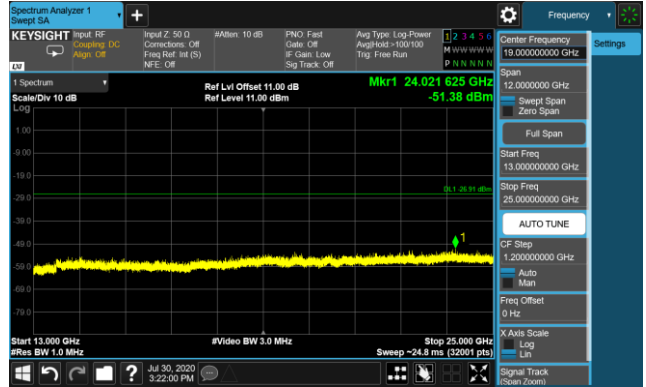 Spectrum Analyzer 1
Swept SA
Frequency
KEYSIGHT
Input: RF
Coupling: DC
Align: Off
Input Z: 50 Ω
Corrections: Off
Freq Ref: Int (S)
NFE: Off
#Atten: 10 dB
PNO: Fast
Gate: Off
IF Gain: Low
Sig Track: Off
Avg Type: Log-Power
Avg|Hold:>100/100
Trig: Free Run
1 2 3 4 5 6
M W W W W W
P N N N N N
LXI
1 Spectrum
Scale/Div 10 dB
Log
Ref Lvl Offset 11.00 dB
Ref Level 11.00 dBm
Mkr1 24.021 625 GHz
-51.38 dBm
1.00
-9.00
-19.0
-29.0
-39.0
-49.0
-59.0
-69.0
-79.0
DL1 -26.91 dBm
1
Start 13.000 GHz
#Res BW 1.0 MHz
#Video BW 3.0 MHz
Stop 25.000 GHz
Sweep ~24.8 ms (32001 pts)
Center Frequency
19.000000000 GHz
Settings
Span
12.0000000 GHz
Swept Span
Zero Span
Full Span
Start Freq
13.000000000 GHz
Stop Freq
25.000000000 GHz
AUTO TUNE
CF Step
1.200000000 GHz
Auto
Man
Freq Offset
0 Hz
X Axis Scale
Log
Lin
Signal Track
(Span Zoom)
?
Jul 30, 2020
3:22:00 PM